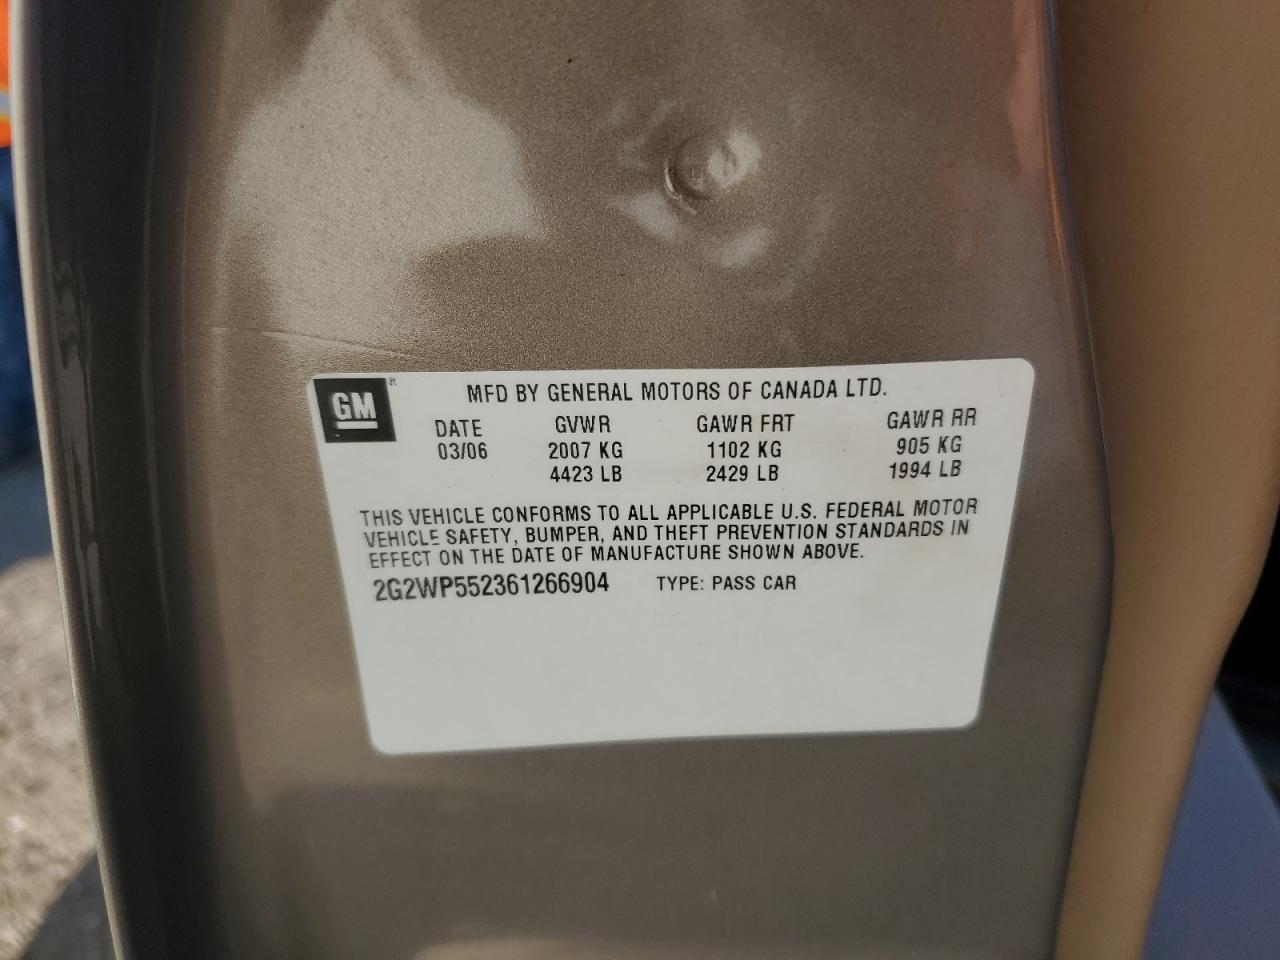 GM®
MFD BY GENERAL MOTORS OF CANADA LTD.
DATE GVWR GAWR FRT GAWR RR
03/06 2007 KG 1102 KG 905 KG
4423 LB 2429 LB 1994 LB
THIS VEHICLE CONFORMS TO ALL APPLICABLE U.S. FEDERAL MOTOR
VEHICLE SAFETY, BUMPER, AND THEFT PREVENTION STANDARDS IN
EFFECT ON THE DATE OF MANUFACTURE SHOWN ABOVE.
2G2WP552361266904 TYPE: PASS CAR